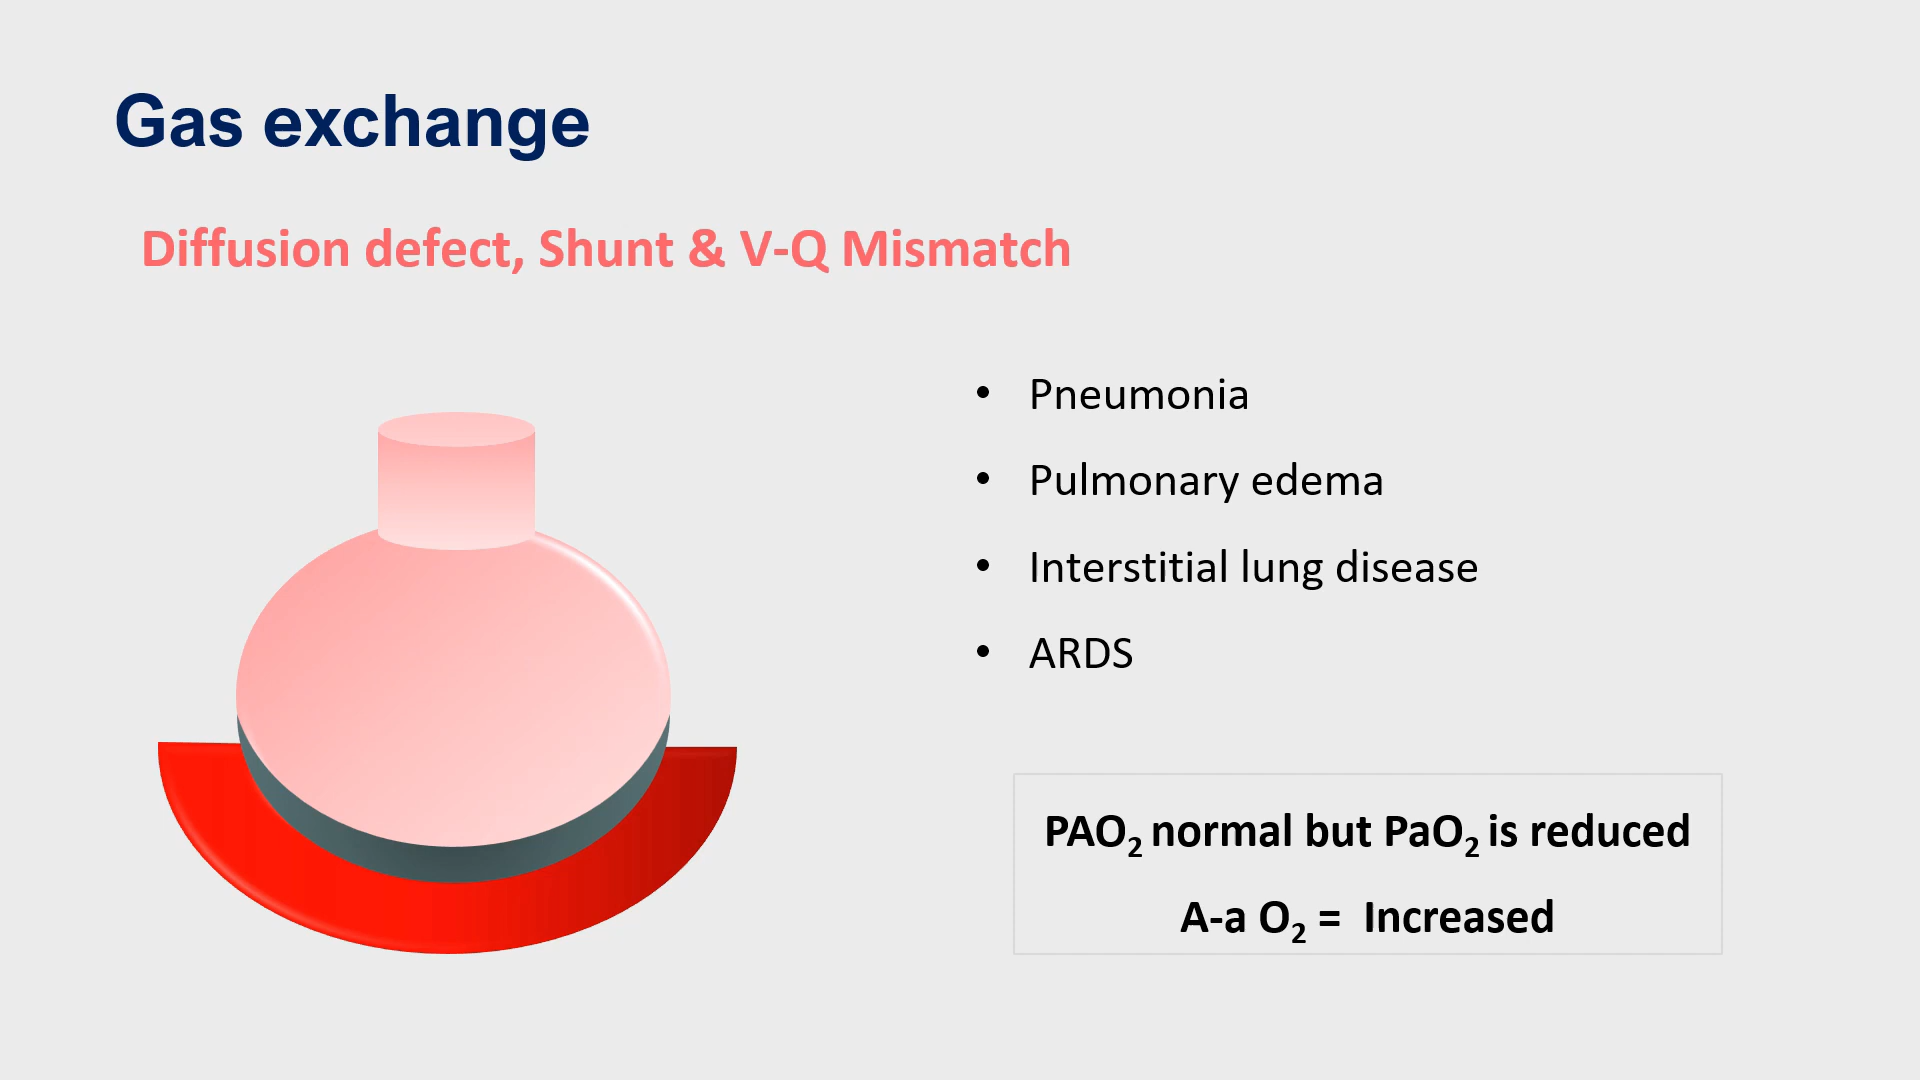 Gas exchange
Diffusion defect, Shunt & V-Q Mismatch
• Pneumonia
• Pulmonary edema
• Interstitial lung disease
• ARDS
PAO₂ normal but PaO₂ is reduced
A-a O₂ = Increased